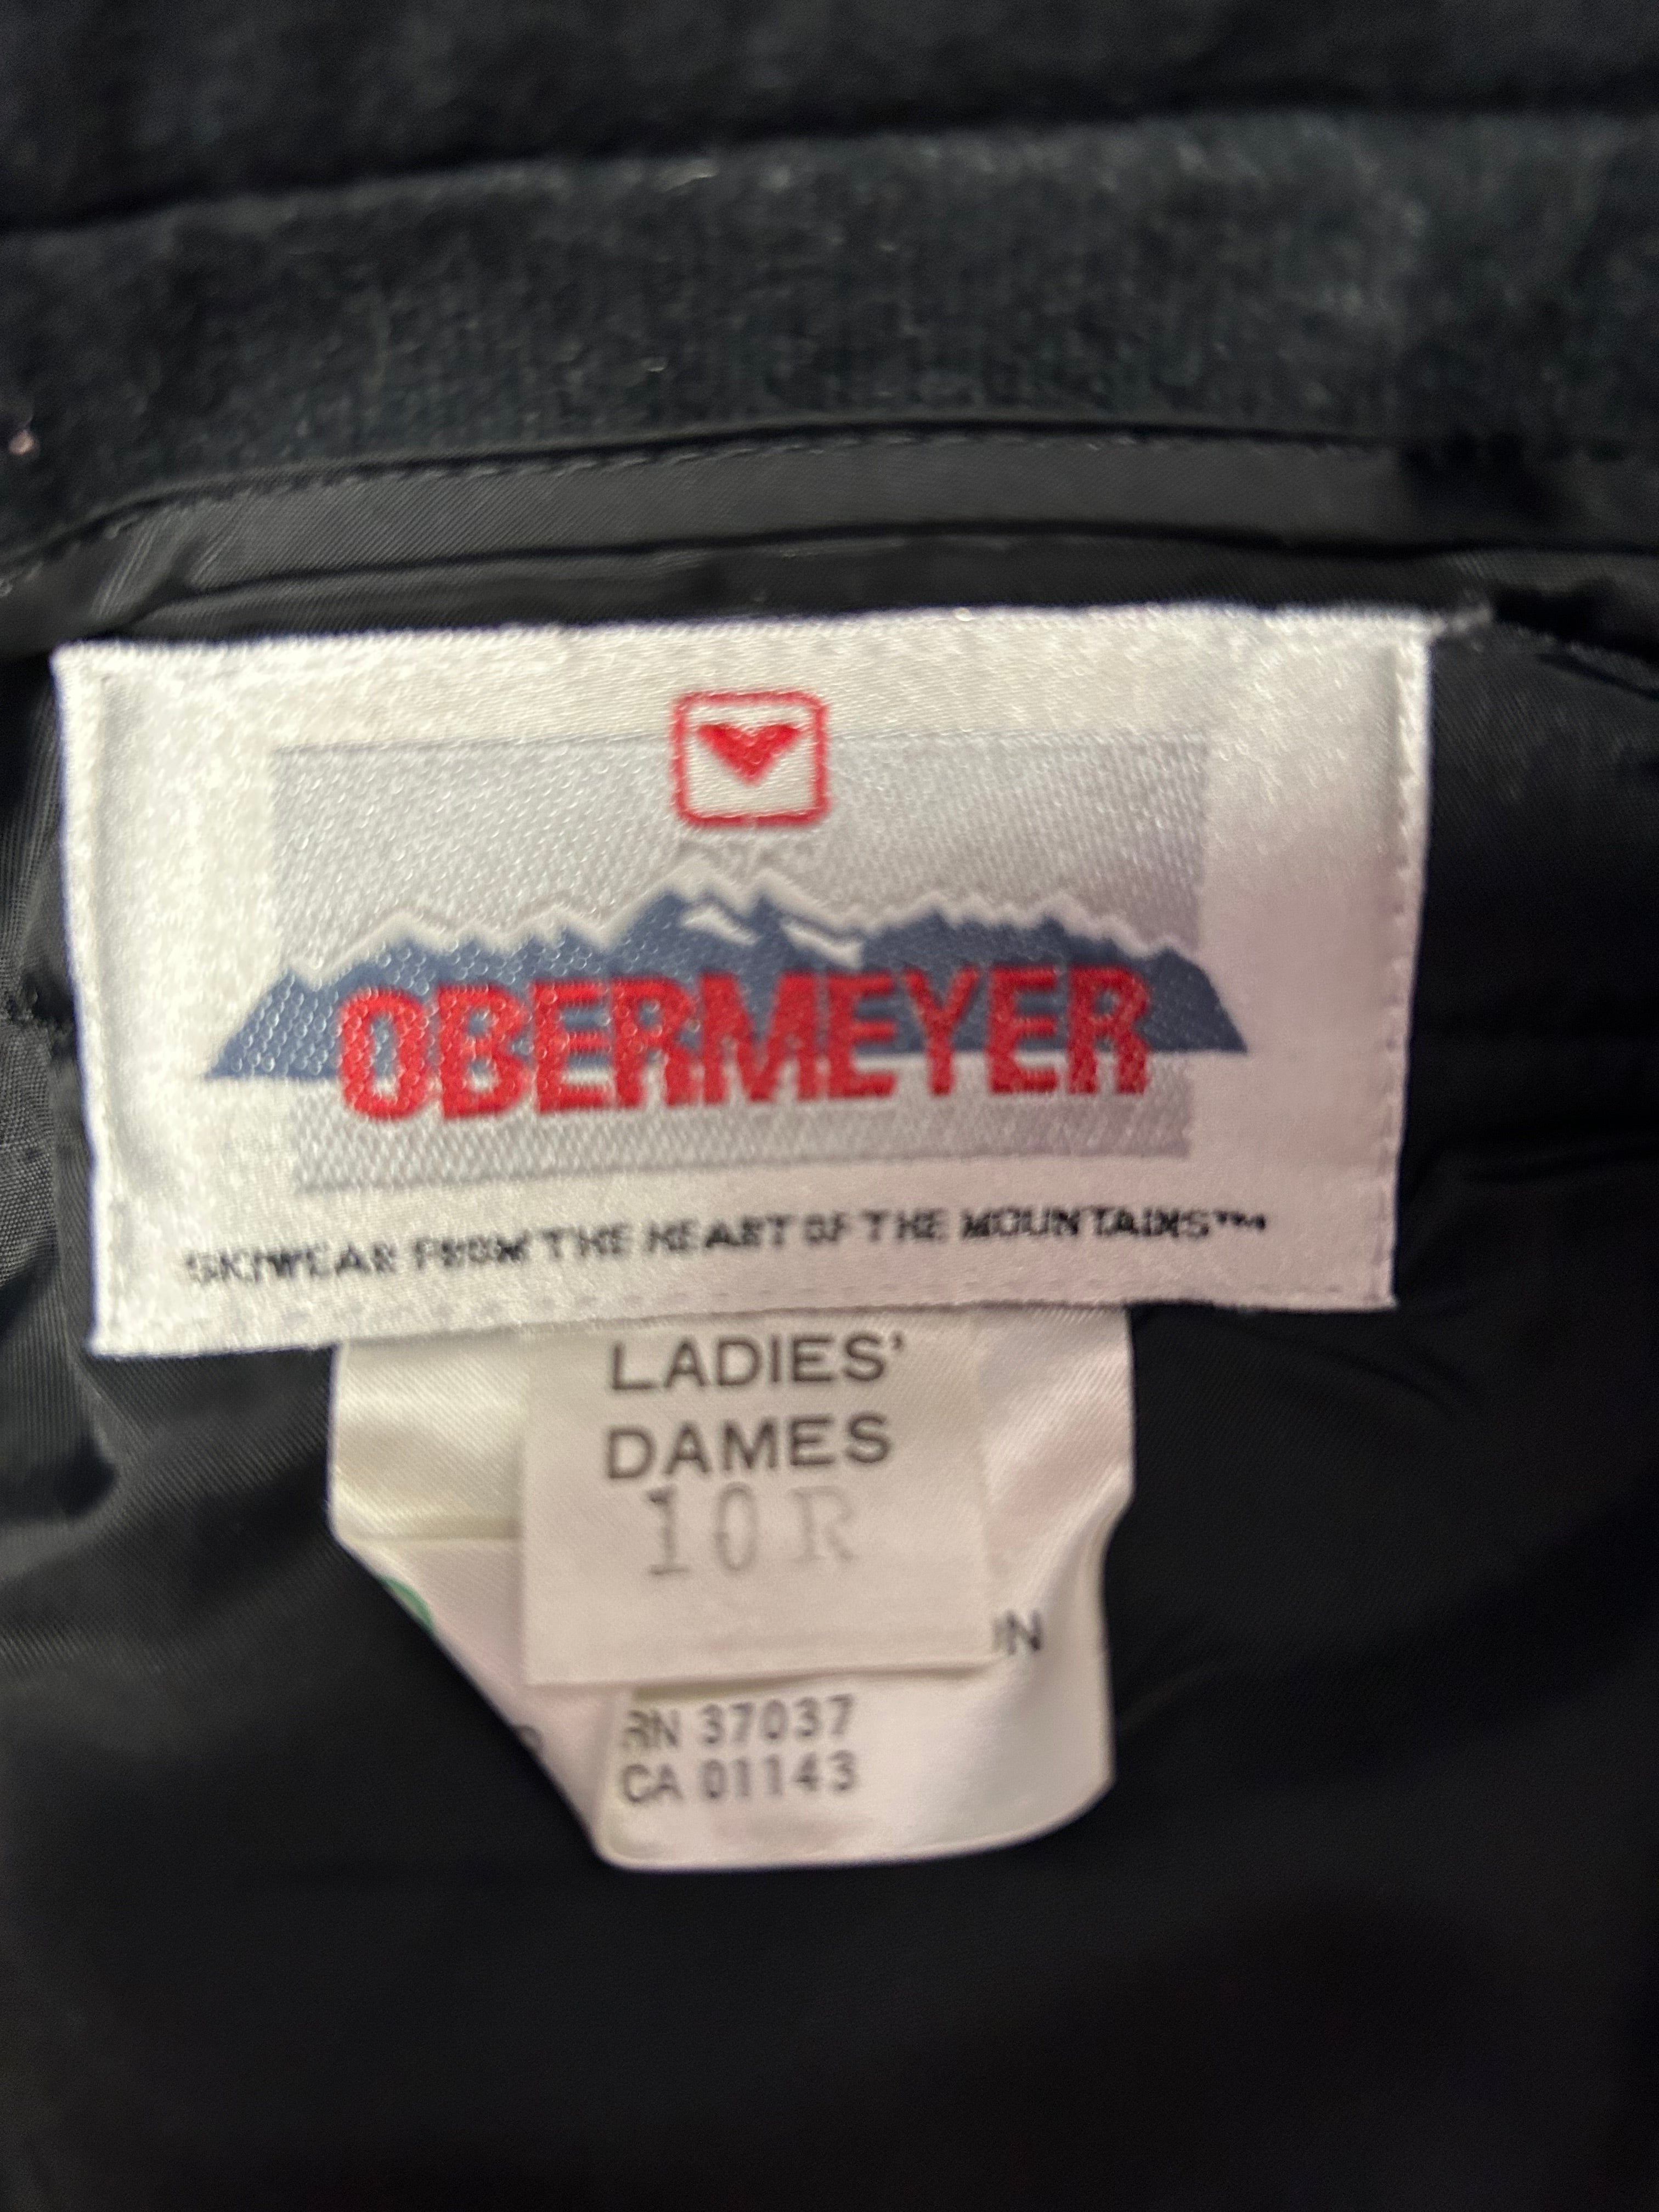 OBERMEYER
SKIWEAR FROM THE HEART OF THE MOUNTAINS™
LADIES'
DAMES
10R
RN 37037
CA 01143